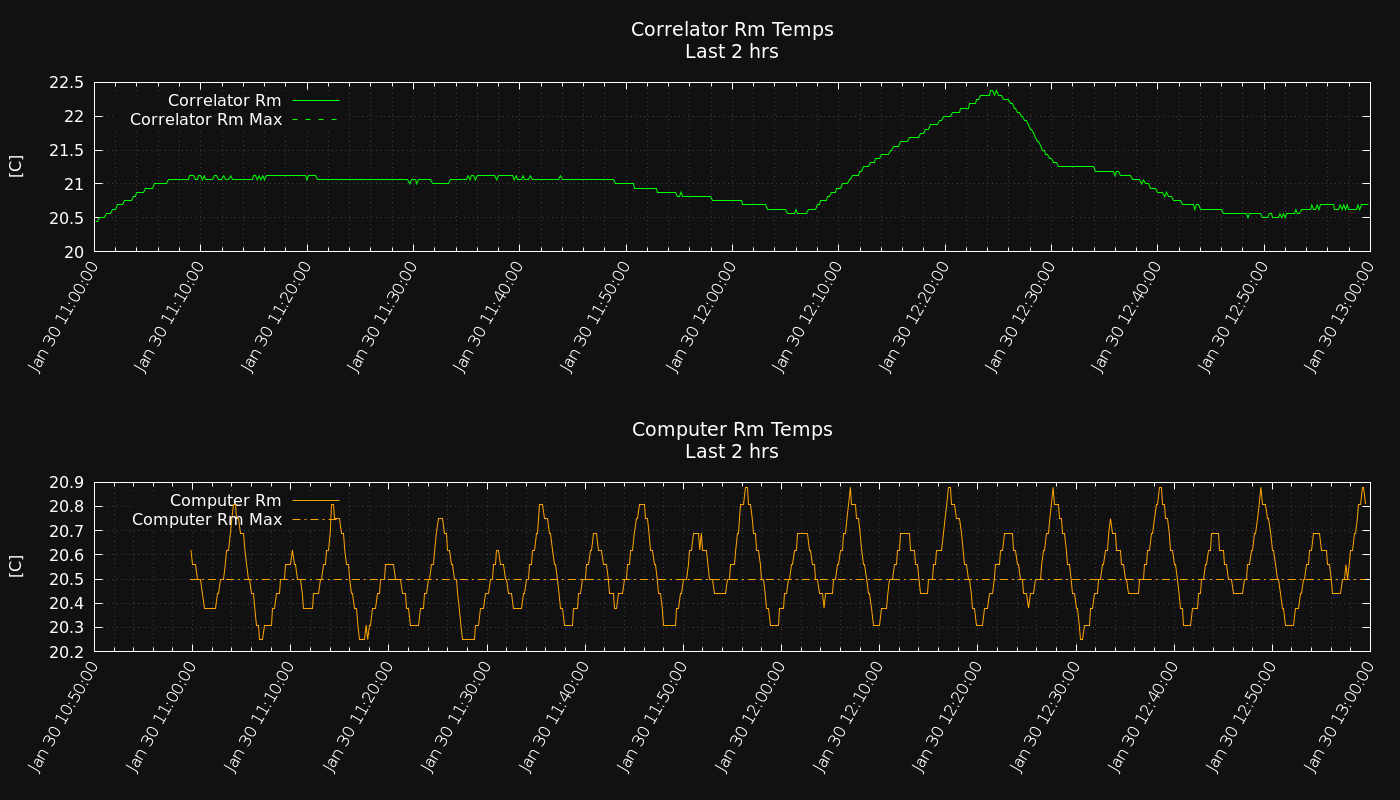 Correlator Rm Temps
Last 2 hrs
22.5
22
21.5
21
20.5
20
[C]
Correlator Rm
Correlator Rm Max
Jan 30 11:00:00
Jan 30 11:10:00
Jan 30 11:20:00
Jan 30 11:30:00
Jan 30 11:40:00
Jan 30 11:50:00
Jan 30 12:00:00
Jan 30 12:10:00
Jan 30 12:20:00
Jan 30 12:30:00
Jan 30 12:40:00
Jan 30 12:50:00
Jan 30 13:00:00
Computer Rm Temps
Last 2 hrs
20.9
20.8
20.7
20.6
20.5
20.4
20.3
20.2
[C]
Computer Rm
Computer Rm Max
Jan 30 10:50:00
Jan 30 11:00:00
Jan 30 11:10:00
Jan 30 11:20:00
Jan 30 11:30:00
Jan 30 11:40:00
Jan 30 11:50:00
Jan 30 12:00:00
Jan 30 12:10:00
Jan 30 12:20:00
Jan 30 12:30:00
Jan 30 12:40:00
Jan 30 12:50:00
Jan 30 13:00:00